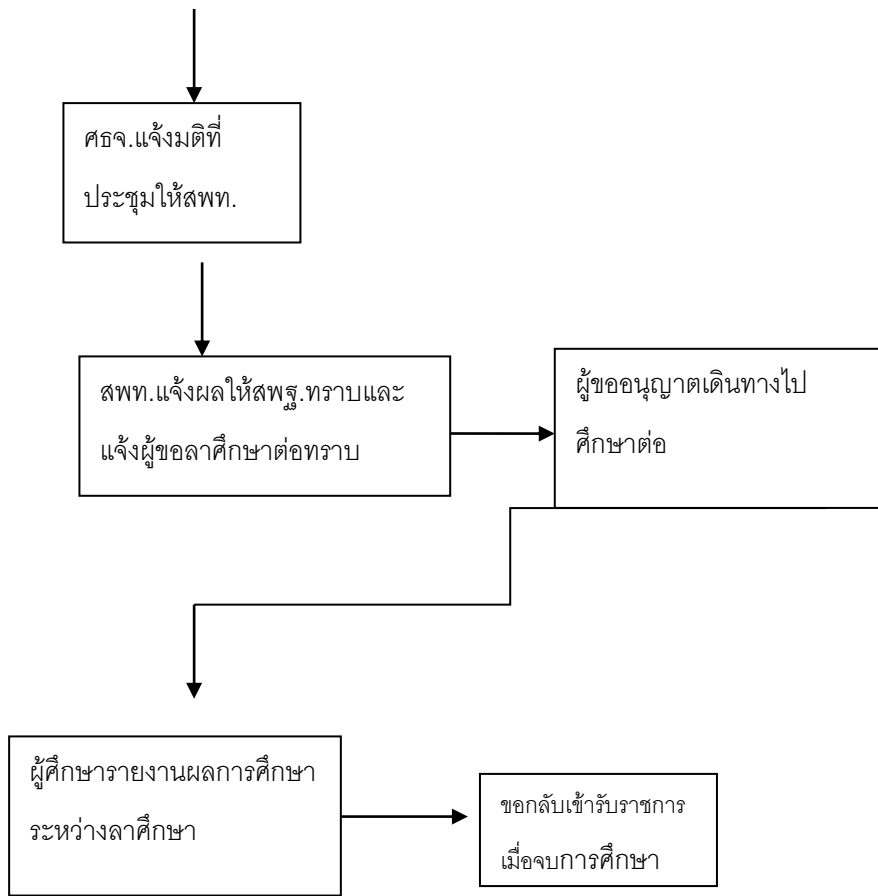 ศธจ.แจ้งมติที่
ประชุมให้สพท.
สพท.แจ้งผลให้สพฐ.ทราบและ
แจ้งผู้ขอลาศึกษาต่อทราบ
ผู้ขออนุญาตเดินทางไป
ศึกษาต่อ
ผู้ศึกษารายงานผลการศึกษา
ระหว่างลาศึกษา
ขอกลับเข้ารับราชการ
เมื่อจบการศึกษา